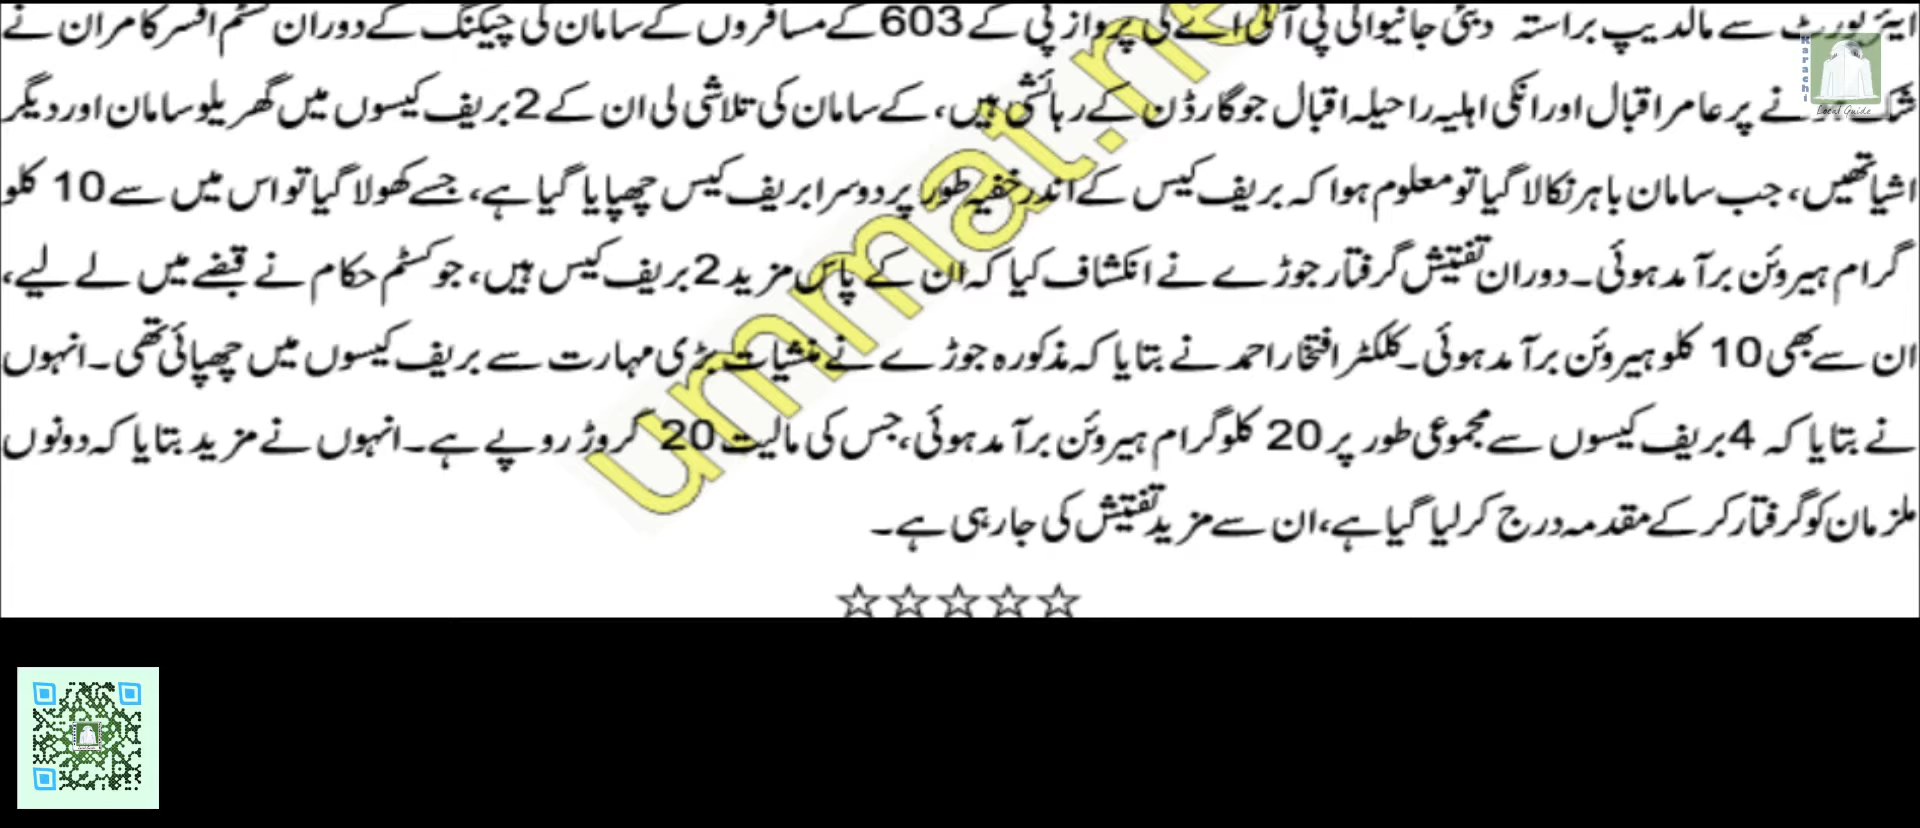 ایئرپورٹ سے مالدیپ براستہ دبئی جانیوالی پی آئی اے کی پرواز پی کے 603 کے مسافروں کے سامان کی چیکنگ کے دوران کسٹم افسر کامران نے
شک نے پر عامر اقبال اور انکی اہلیہ راحیلہ اقبال جو گارڈن کے رہائشی ہیں، کے سامان کی تلاشی لی ان کے 2 بریف کیسوں میں گھریلو سامان اور دیگر
اشیا تھیں، جب سامان باہر نکالا گیا تو معلوم ہوا کہ بریف کیس کے اندر خفیہ طور پر دوسرا بریف کیس چھپایا گیا ہے، جسے کھولا گیا تو اس میں سے 10 کلو
گرام ہیروئن برآمد ہوئی۔ دوران تفتیش گرفتار جوڑے نے انکشاف کیا کہ ان کے پاس مزید 2 بریف کیس ہیں، جو کسٹم حکام نے قبضے میں لے لیے،
ان سے بھی 10 کلو ہیروئن برآمد ہوئی۔ کلکٹر افتخار احمد نے بتایا کہ مذکورہ جوڑے نے منشیات بڑی مہارت سے بریف کیسوں میں چھپائی تھی۔ انہوں
نے بتایا کہ 4 بریف کیسوں سے مجموعی طور پر 20 کلو گرام ہیروئن برآمد ہوئی، جس کی مالیت 20 کروڑ روپے ہے۔ انہوں نے مزید بتایا کہ دونوں
ملزمان کو گرفتار کر کے مقدمہ درج کر لیا گیا ہے، ان سے مزید تفتیش کی جا رہی ہے۔
☆☆☆☆☆
ummat.ne
Karachi
Local Guide